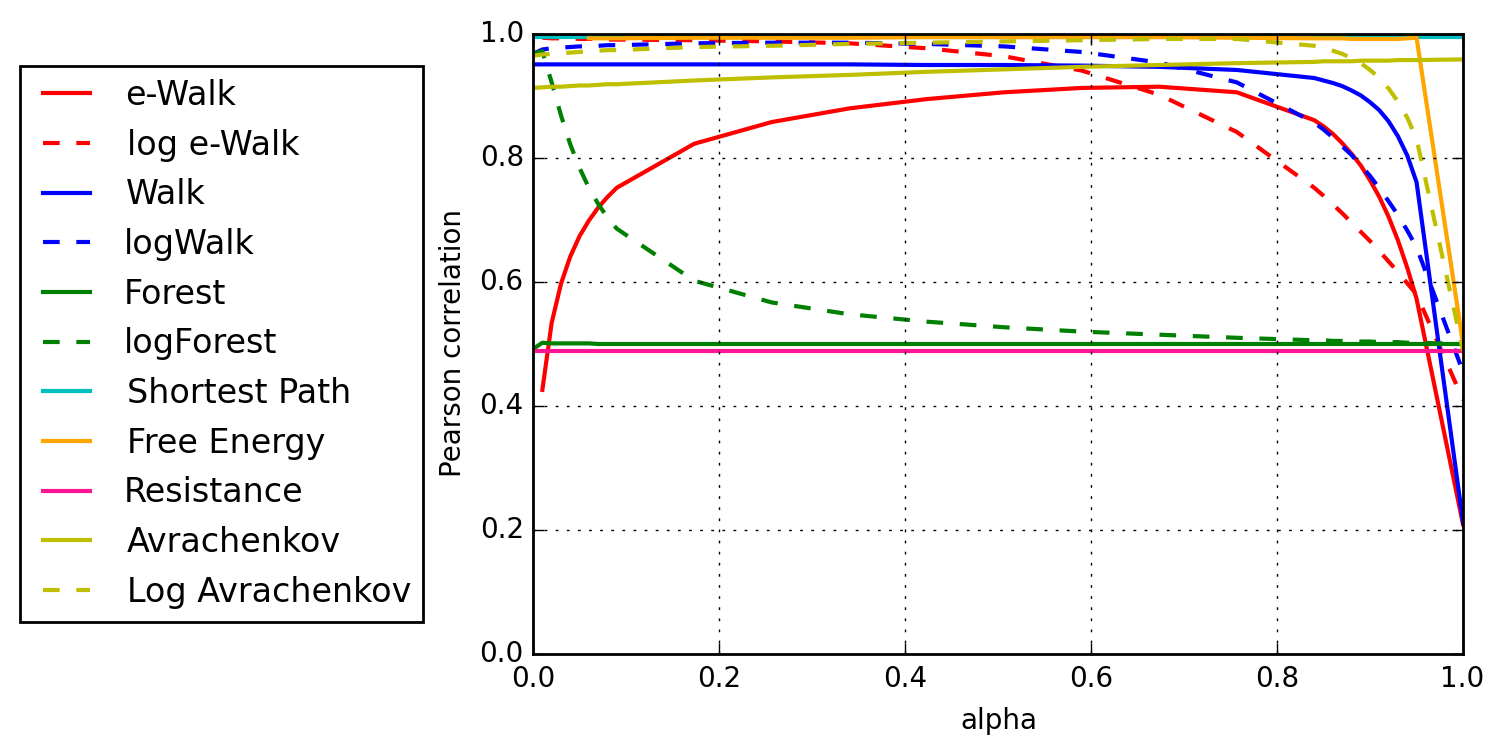 e-Walk
log e-Walk
Walk
logWalk
Forest
logForest
Shortest Path
Free Energy
Resistance
Avrachenkov
Log Avrachenkov
Pearson correlation
1.0
0.8
0.6
0.4
0.2
0.0
0.0 0.2 0.4 0.6 0.8 1.0
alpha